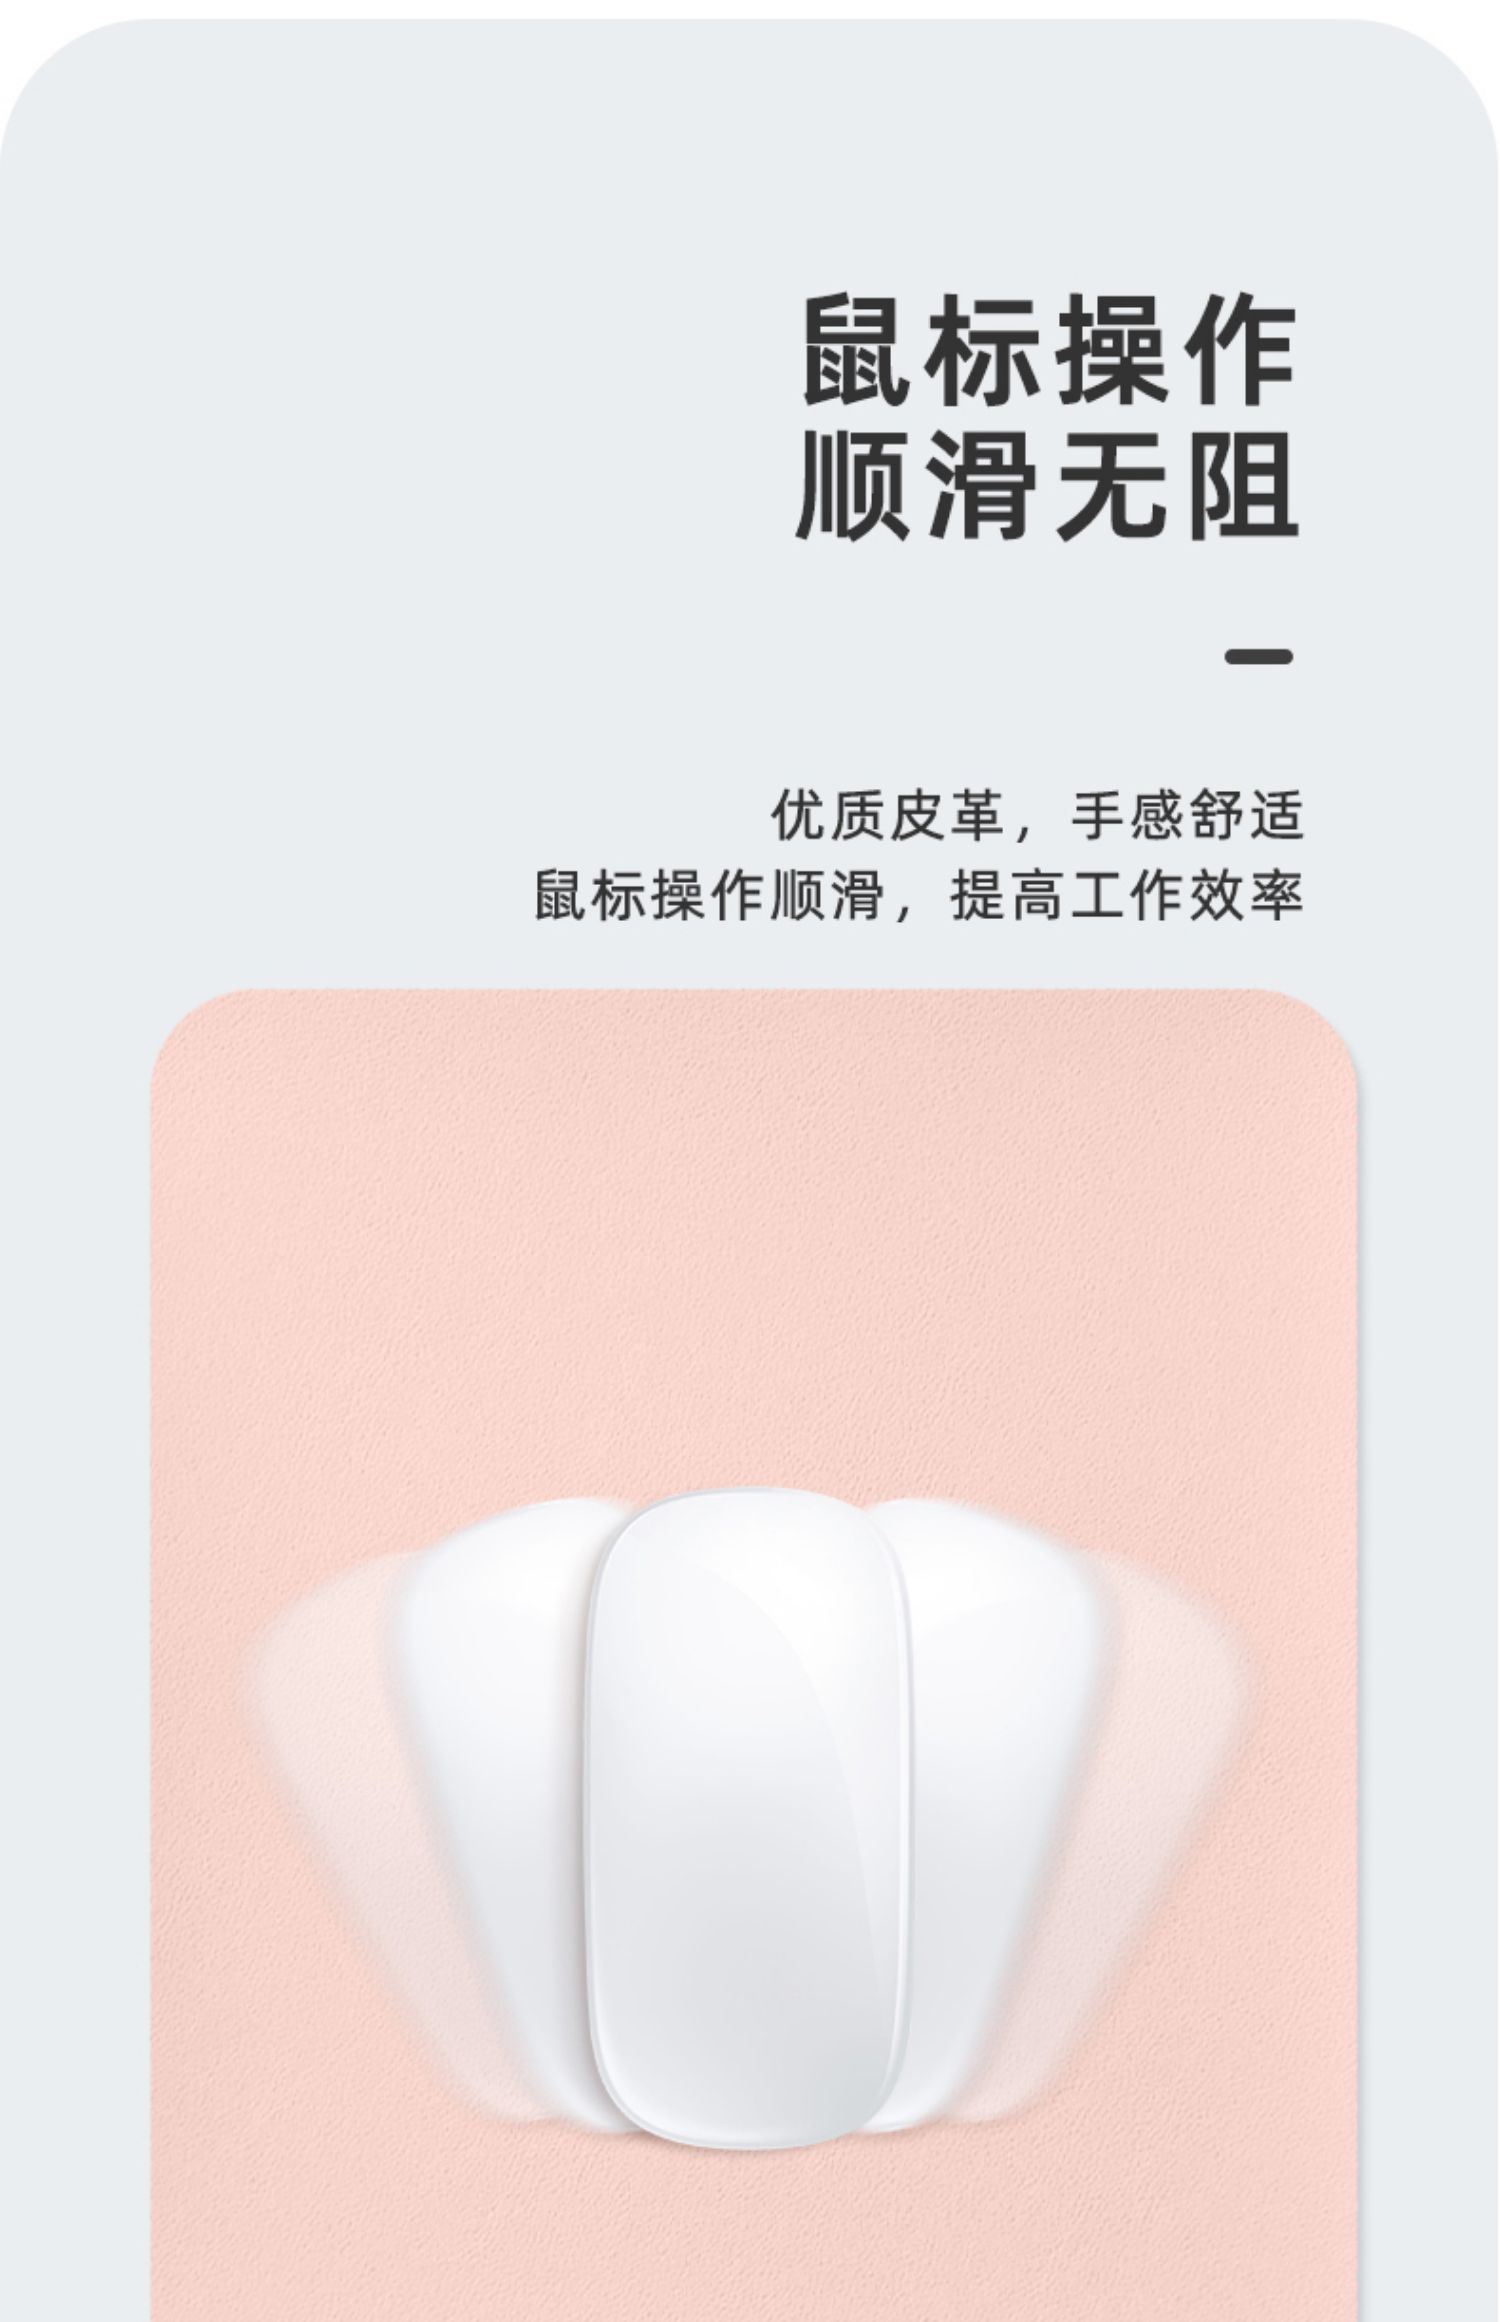 鼠标操作
顺滑无阻
优质皮革，手感舒适
鼠标操作顺滑，提高工作效率